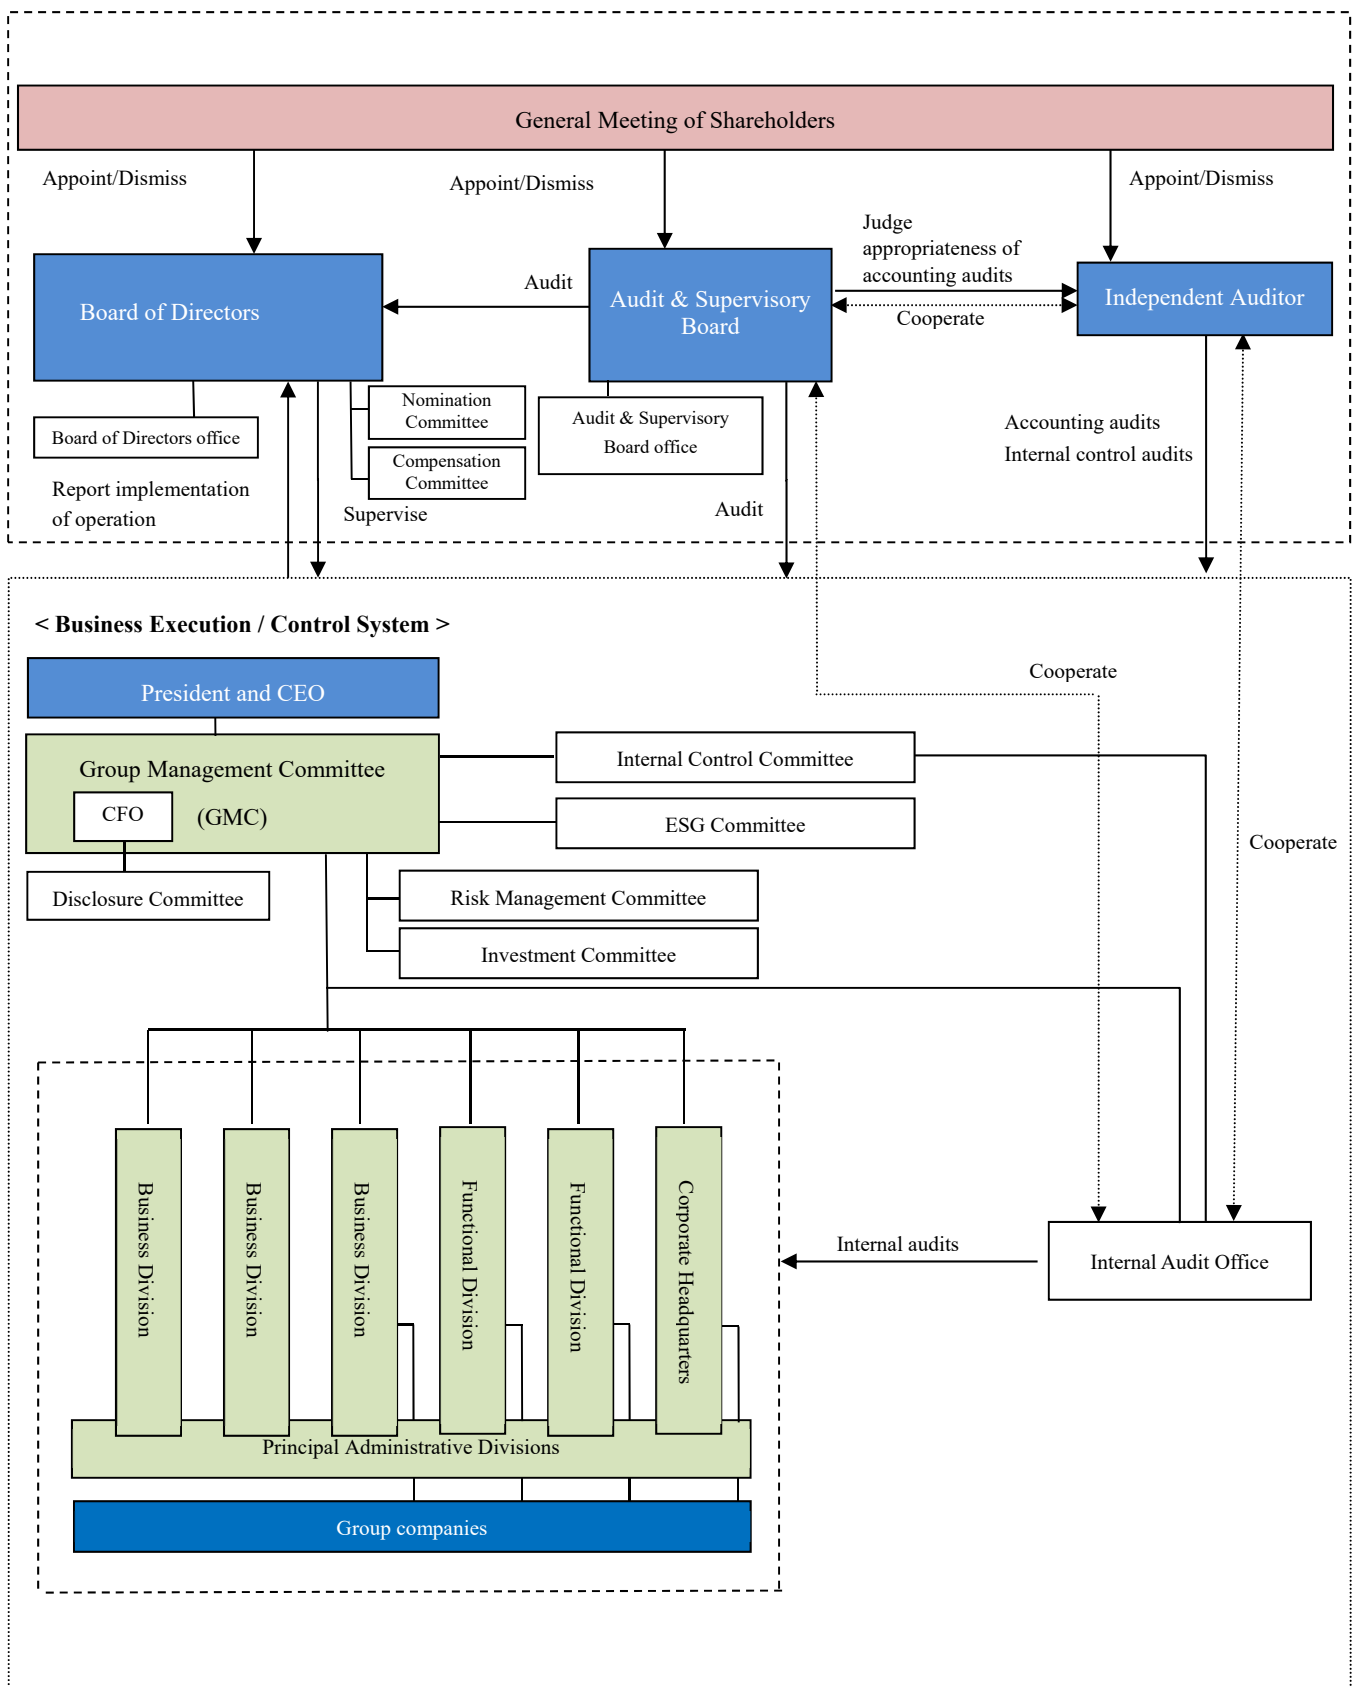 General Meeting of Shareholders
Appoint/Dismiss
Appoint/Dismiss
Appoint/Dismiss
Judge
appropriateness of
accounting audits
Board of Directors
Audit
Audit & Supervisory
Board
Cooperate
Independent Auditor
Nomination
Committee
Board of Directors office
Compensation
Committee
Audit & Supervisory
Board office
Accounting audits
Internal control audits
Report implementation
of operation
Supervise
Audit
< Business Execution / Control System >
Cooperate
President and CEO
Group Management Committee
CFO
(GMC)
Internal Control Committee
ESG Committee
Cooperate
Disclosure Committee
Risk Management Committee
Investment Committee
Business Division
Business Division
Business Division
Functional Division
Functional Division
Corporate Headquarters
Internal audits
Internal Audit Office
Principal Administrative Divisions
Group companies